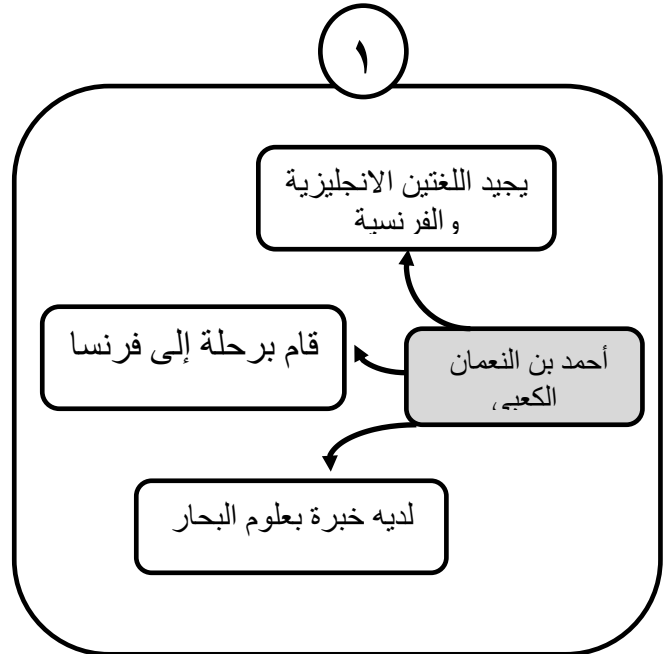 ١
يجيد اللغتين الانجليزية
والفرنسية
قام برحلة إلى فرنسا
أحمد بن النعمان
الكعبي
لديه خبرة بعلوم البحار